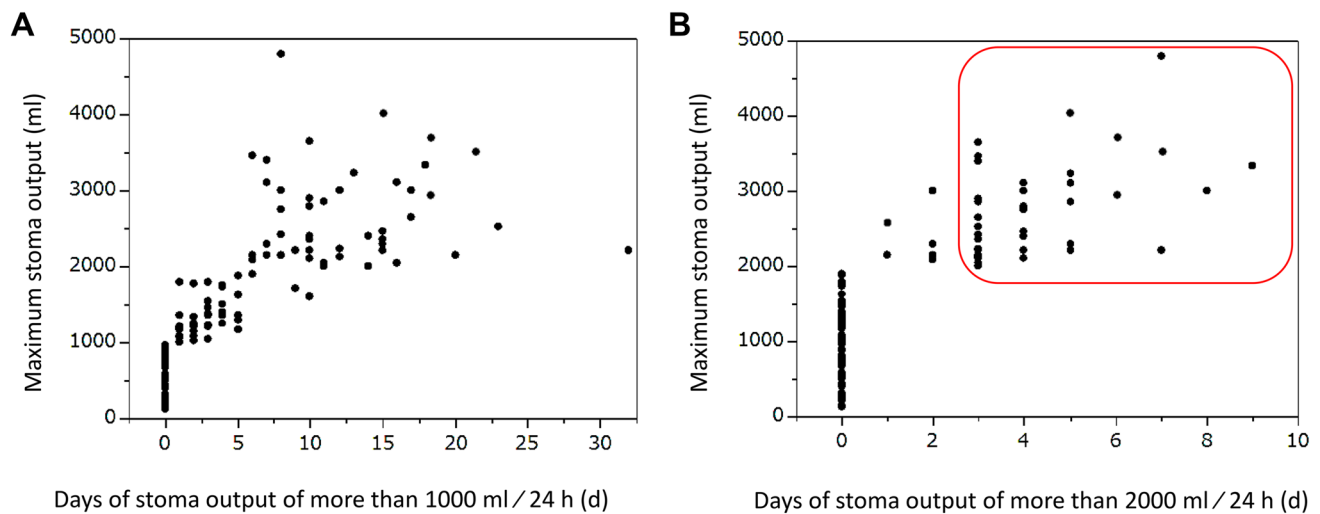 A
B
Maximum stoma output (ml)
5000
4000
3000
2000
1000
0
0 5 10 15 20 25 30
Days of stoma output of more than 1000 ml ∕ 24 h (d)
Maximum stoma output (ml)
5000
4000
3000
2000
1000
0
0 2 4 6 8 10
Days of stoma output of more than 2000 ml ∕ 24 h (d)